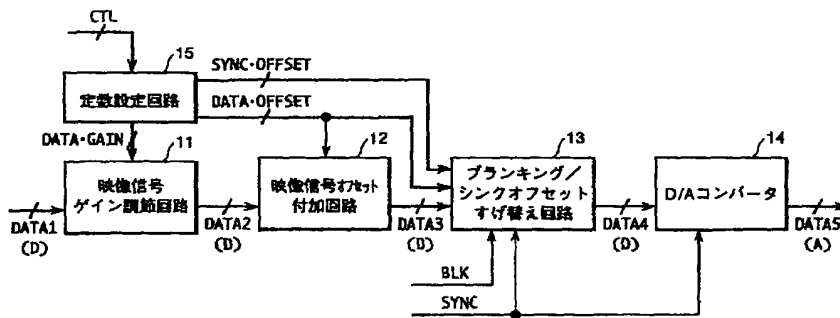 CTL
15
定数設定回路
SYNC・OFFSET
DATA・OFFSET
DATA・GAIN
11
映像信号
ゲイン調節回路
12
映像信号オフセット
付加回路
13
ブランキング／
シンクオフセット
すげ替え回路
14
D/Aコンバータ
DATA1
(D)
DATA2
(D)
DATA3
(D)
DATA4
(D)
DATA5
(A)
BLK
SYNC